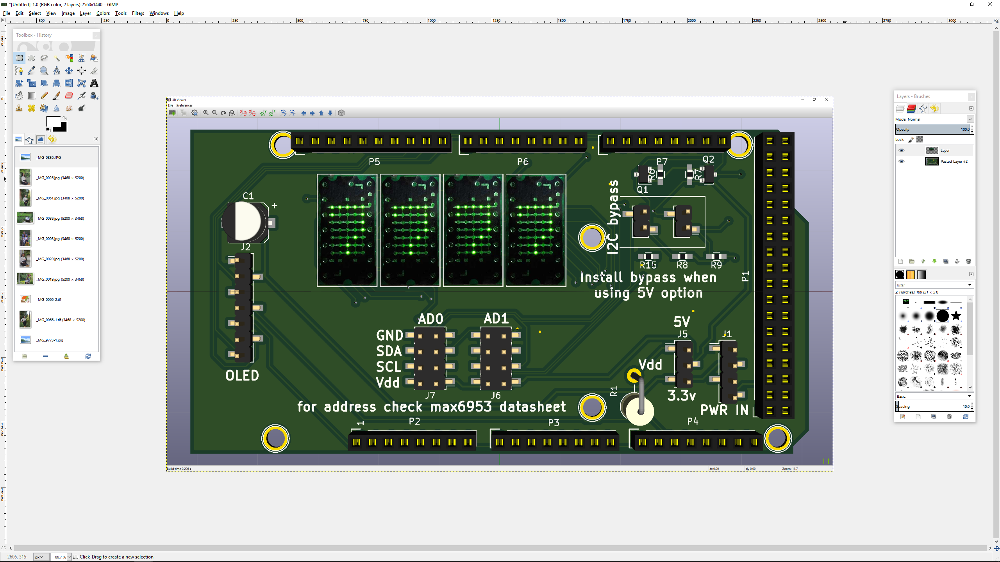 *[Untitled]-1.0 (RGB color, 2 layers) 2560x1440 – GIMP
File Edit Select View Image Layer Colors Tools Filters Windows Help
-500 -250 0 250 500 750 1000 1250 1500 1750 2000 2250 2500 2750 3000
Toolbox - History
_MG_0850.JPG
_MG_0026.jpg (3468 × 5200)
_MG_0061.jpg (3468 × 5200)
_MG_0039.jpg (5200 × 3468)
_MG_0005.jpg (3468 × 5200)
_MG_0020.jpg (3468 × 5200)
_MG_0019.jpg (5200 × 3468)
_MG_0066-2.tif
_MG_0066-1.tif (3468 × 5200)
_MG_9773-1.jpg
3D Viewer
File Preferences
P5
P6
P7
Q2
R6
R7
Q1
C1
+
I2C bypass
J2
R15
R8
R9
P1
Install bypass when
using 5V option
AD0
AD1
5V
J5
J1
GND
SDA
SCL
Vdd
Vdd
OLED
J7
J6
R1
3.3v
PWR IN
for address check max6953 datasheet
1
P2
P3
P4
Build time 0.296 s
dx 0.00
dy 0.00
Zoom: 11.7
Layers - Brushes
Mode: Normal
Opacity 100.0
Lock:
Layer
Pasted Layer #2
filter
2. Hardness 100 (51 × 51)
Basic,
Spacing 10.0
2606, 315
px
66.7 %
Click-Drag to create a new selection